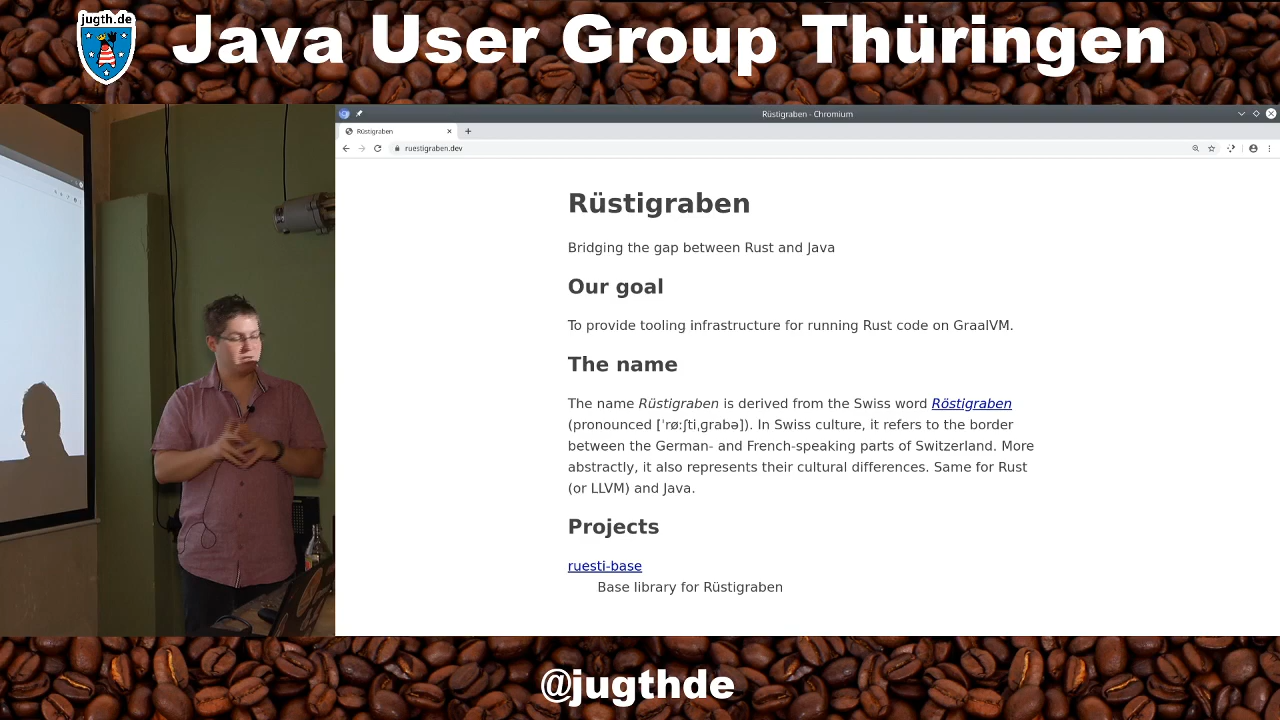 jugth.de
Java User Group Thüringen
Rüstigraben - Chromium
Rüstigraben
ruestigraben.dev
Rüstigraben
Bridging the gap between Rust and Java
Our goal
To provide tooling infrastructure for running Rust code on GraalVM.
The name
The name Rüstigraben is derived from the Swiss word Röstigraben
(pronounced [ˈrøːʃtiˌɡrabə]). In Swiss culture, it refers to the border
between the German- and French-speaking parts of Switzerland. More
abstractly, it also represents their cultural differences. Same for Rust
(or LLVM) and Java.
Projects
ruesti-base
Base library for Rüstigraben
@jugthde